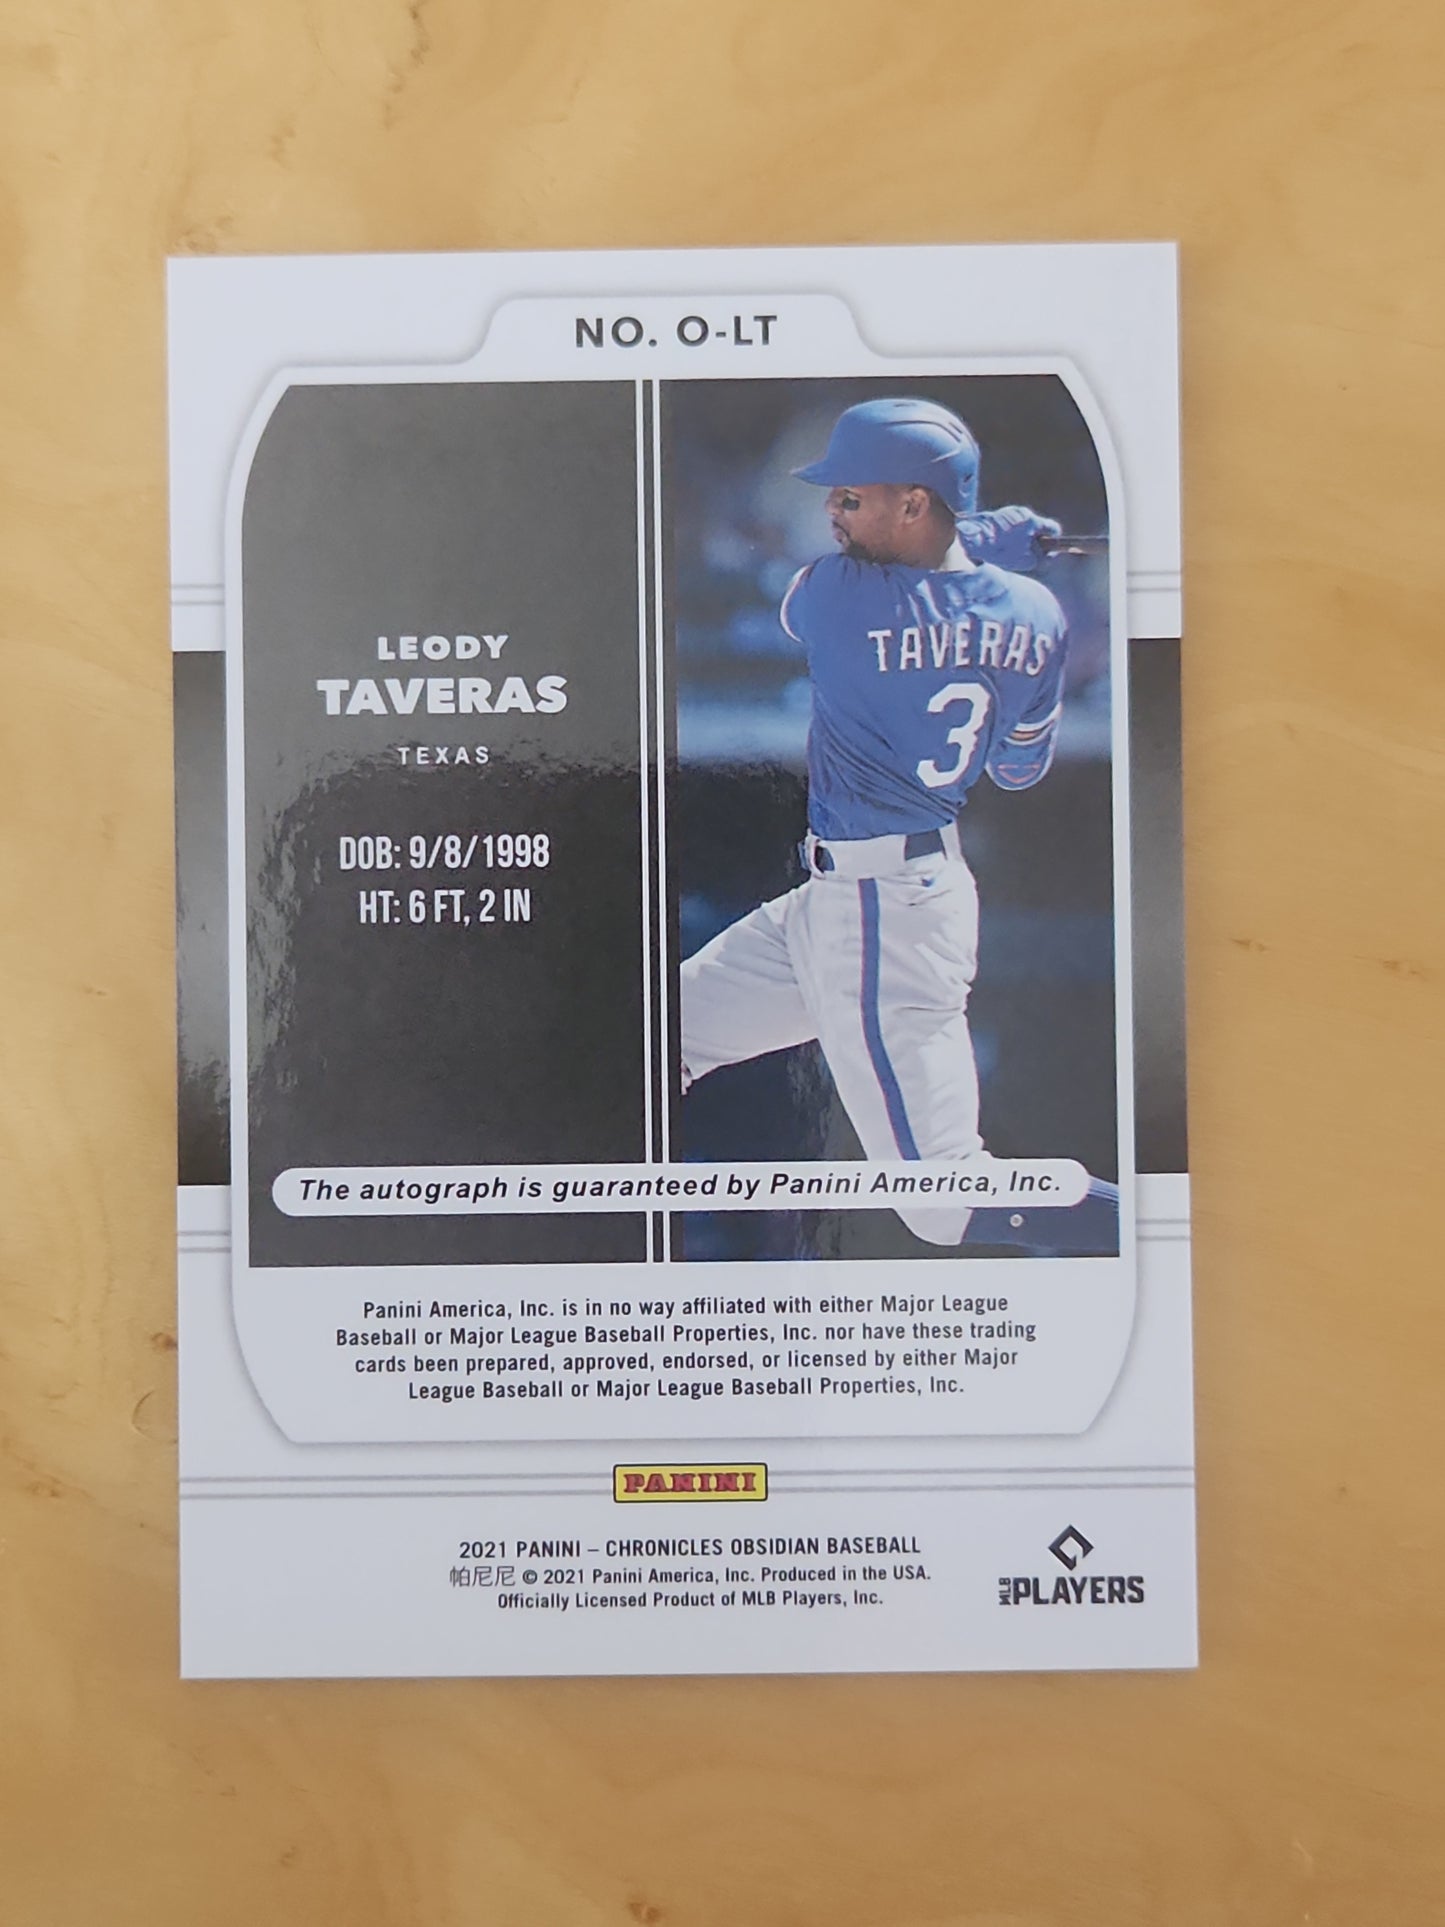 NO. O-LT
LEODY
TAVERAS
TEXAS
DOB: 9/8/1998
HT: 6 FT, 2 IN
TAVERAS
3
The autograph is guaranteed by Panini America, Inc.
Panini America, Inc. is in no way affiliated with either Major League
Baseball or Major League Baseball Properties, Inc. nor have these trading
cards been prepared, approved, endorsed, or licensed by either Major
League Baseball or Major League Baseball Properties, Inc.
PANINI
2021 PANINI – CHRONICLES OBSIDIAN BASEBALL
帕尼尼 © 2021 Panini America, Inc. Produced in the USA.
Officially Licensed Product of MLB Players, Inc.
MLB PLAYERS